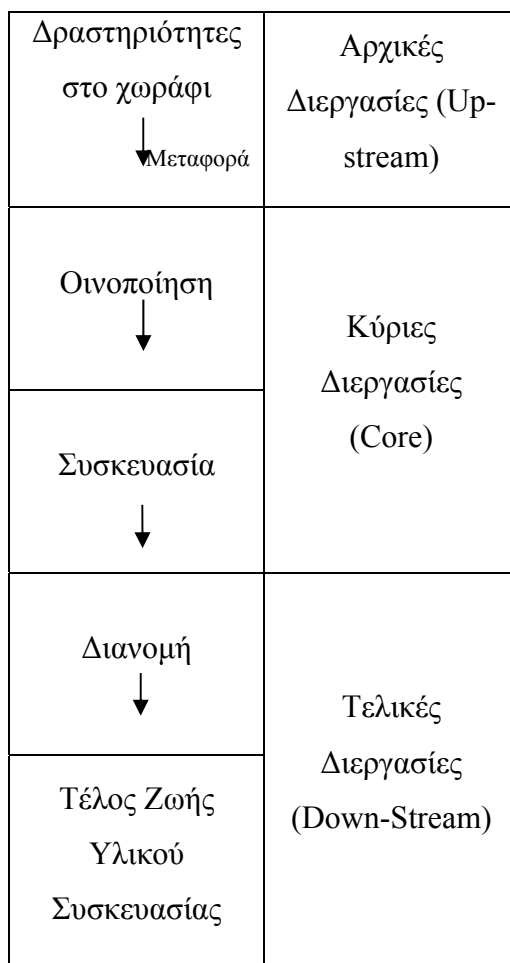 Δραστηριότητες
στο χωράφι
Μεταφορά
Αρχικές
Διεργασίες (Up-
stream)
Οινοποίηση
Συσκευασία
Κύριες
Διεργασίες
(Core)
Διανομή
Τέλος Ζωής
Υλικού
Συσκευασίας
Τελικές
Διεργασίες
(Down-Stream)